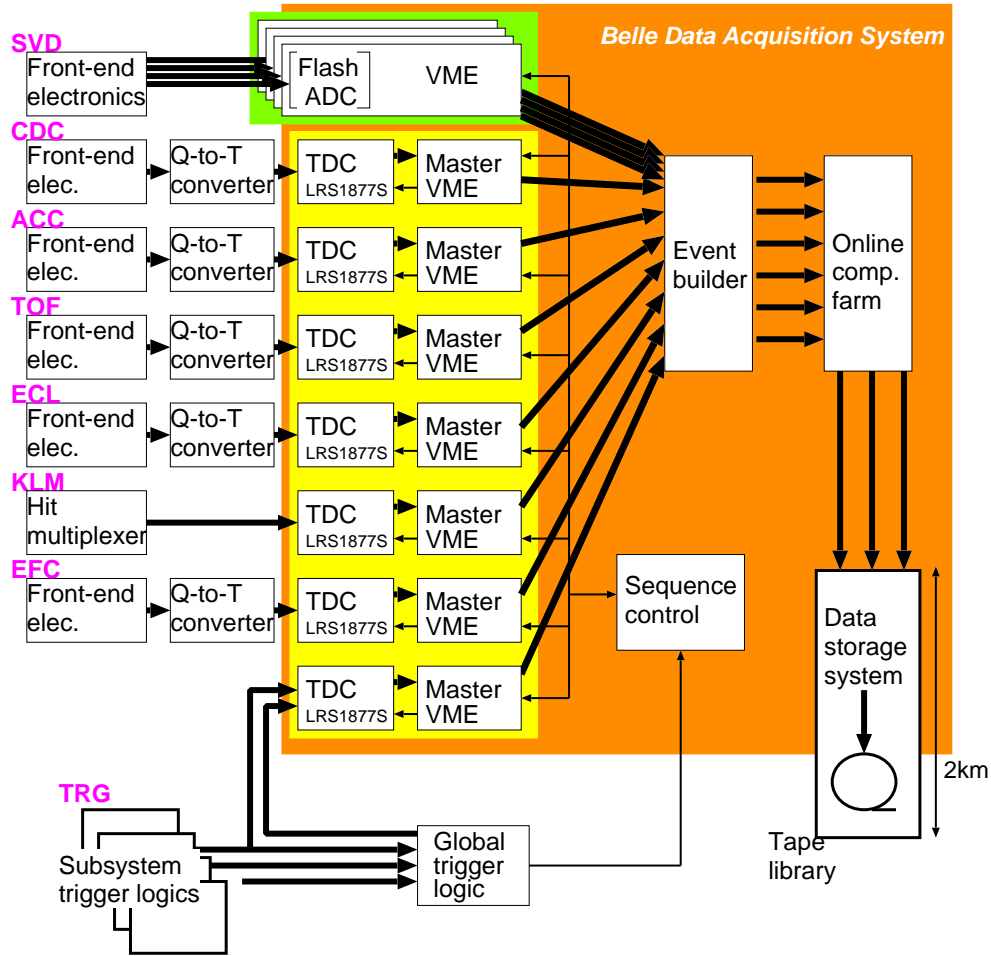 Belle Data Acquisition System
SVD
Front-end
electronics
Flash
ADC
VME
CDC
Front-end
elec.
Q-to-T
converter
TDC
LRS1877S
Master
VME
ACC
Front-end
elec.
Q-to-T
converter
TDC
LRS1877S
Master
VME
TOF
Front-end
elec.
Q-to-T
converter
TDC
LRS1877S
Master
VME
ECL
Front-end
elec.
Q-to-T
converter
TDC
LRS1877S
Master
VME
KLM
Hit
multiplexer
TDC
LRS1877S
Master
VME
EFC
Front-end
elec.
Q-to-T
converter
TDC
LRS1877S
Master
VME
TDC
LRS1877S
Master
VME
Event
builder
Online
comp.
farm
Sequence
control
Data
storage
system
2km
Tape
library
TRG
Subsystem
trigger logics
Global
trigger
logic